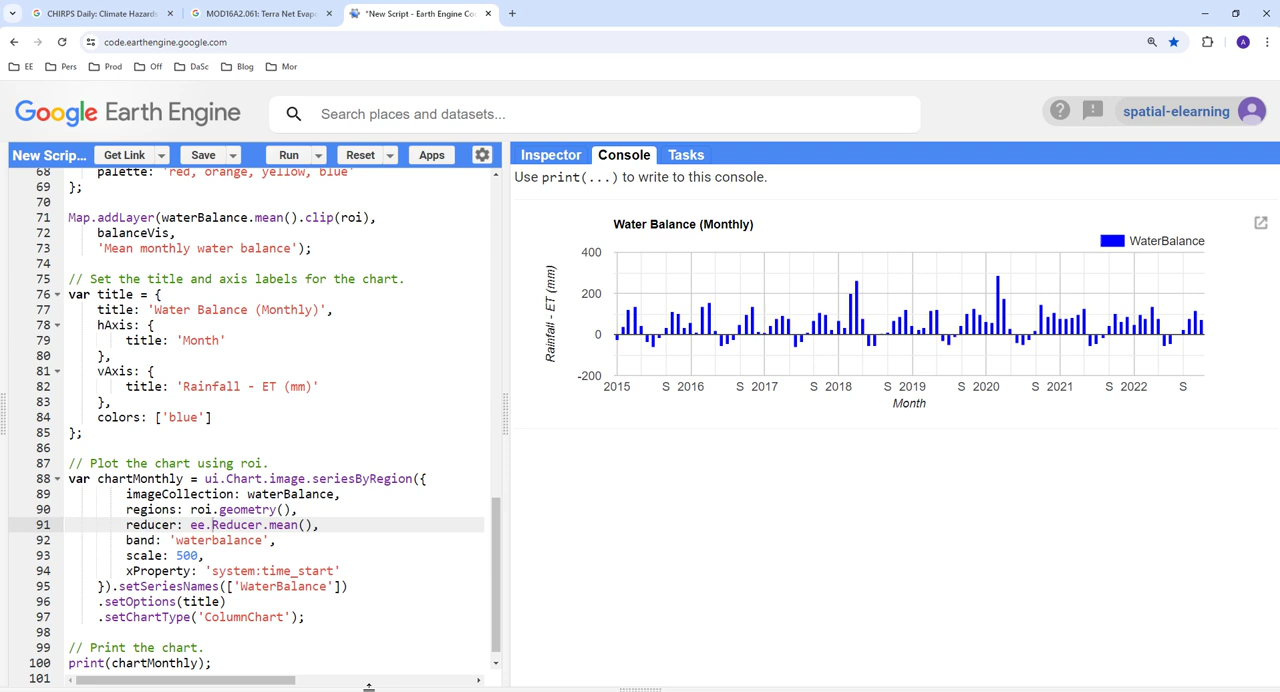 CHIRPS Daily: Climate Hazards
MOD16A2.061: Terra Net Evapo
*New Script - Earth Engine Co
code.earthengine.google.com
A
EE Pers Prod Off DaSc Blog Mor
Google Earth Engine
Search places and datasets...
spatial-elearning
New Scrip...
Get Link
Save
Run
Reset
Apps
Inspector
Console
Tasks
68 palette: 'red, orange, yellow, blue'
69 };
70
71 Map.addLayer(waterBalance.mean().clip(roi),
72 balanceVis,
73 'Mean monthly water balance');
74
75 // Set the title and axis labels for the chart.
76 var title = {
77 title: 'Water Balance (Monthly)',
78 hAxis: {
79 title: 'Month'
80 },
81 vAxis: {
82 title: 'Rainfall - ET (mm)'
83 },
84 colors: ['blue']
85 };
86
87 // Plot the chart using roi.
88 var chartMonthly = ui.Chart.image.seriesByRegion({
89 imageCollection: waterBalance,
90 regions: roi.geometry(),
91 reducer: ee.Reducer.mean(),
92 band: 'waterbalance',
93 scale: 500,
94 xProperty: 'system:time_start'
95 }).setSeriesNames(['WaterBalance'])
96 .setOptions(title)
97 .setChartType('ColumnChart');
98
99 // Print the chart.
100 print(chartMonthly);
101
Use print(...) to write to this console.
Water Balance (Monthly)
WaterBalance
400
200
0
-200
Rainfall - ET (mm)
2015 S 2016 S 2017 S 2018 S 2019 S 2020 S 2021 S 2022 S
Month